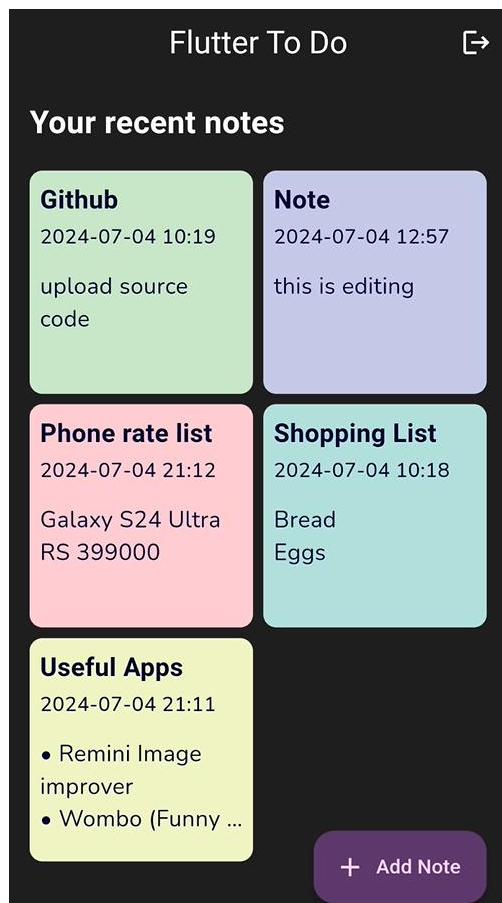 Flutter To Do
Your recent notes
Github
2024-07-04 10:19
upload source
code
Note
2024-07-04 12:57
this is editing
Phone rate list
2024-07-04 21:12
Galaxy S24 Ultra
RS 399000
Shopping List
2024-07-04 10:18
Bread
Eggs
Useful Apps
2024-07-04 21:11
• Remini Image
improver
• Wombo (Funny ...
+ Add Note